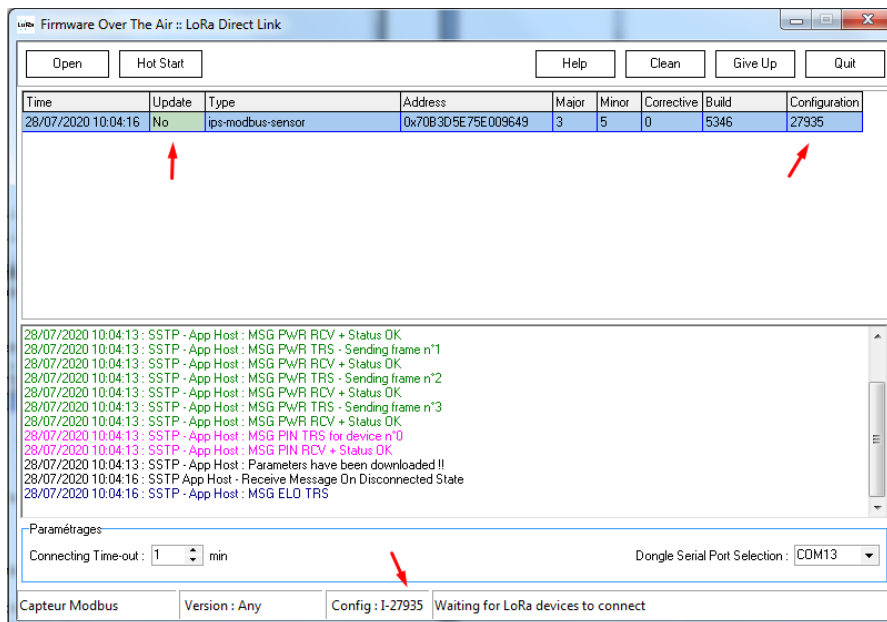 LoRa Firmware Over The Air :: LoRa Direct Link
Open Hot Start Help Clean Give Up Quit
Time Update Type Address Major Minor Corrective Build Configuration
28/07/2020 10:04:16 No ips-modbus-sensor 0x70B3D5E75E009649 3 5 0 5346 27935
28/07/2020 10:04:13 : SSTP - App Host : MSG PWR RCV + Status OK
28/07/2020 10:04:13 : SSTP - App Host : MSG PWR TRS - Sending frame n°1
28/07/2020 10:04:13 : SSTP - App Host : MSG PWR RCV + Status OK
28/07/2020 10:04:13 : SSTP - App Host : MSG PWR TRS - Sending frame n°2
28/07/2020 10:04:13 : SSTP - App Host : MSG PWR RCV + Status OK
28/07/2020 10:04:13 : SSTP - App Host : MSG PWR TRS - Sending frame n°3
28/07/2020 10:04:13 : SSTP - App Host : MSG PWR RCV + Status OK
28/07/2020 10:04:13 : SSTP - App Host : MSG PIN TRS for device n°0
28/07/2020 10:04:13 : SSTP - App Host : MSG PIN RCV + Status OK
28/07/2020 10:04:13 : SSTP - App Host : Parameters have been downloaded !!
28/07/2020 10:04:16 : SSTP App Host - Receive Message On Disconnected State
28/07/2020 10:04:16 : SSTP - App Host : MSG ELO TRS
Paramétrages
Connecting Time-out : 1 min Dongle Serial Port Selection : COM13
Capteur Modbus Version : Any Config : I-27935 Waiting for LoRa devices to connect